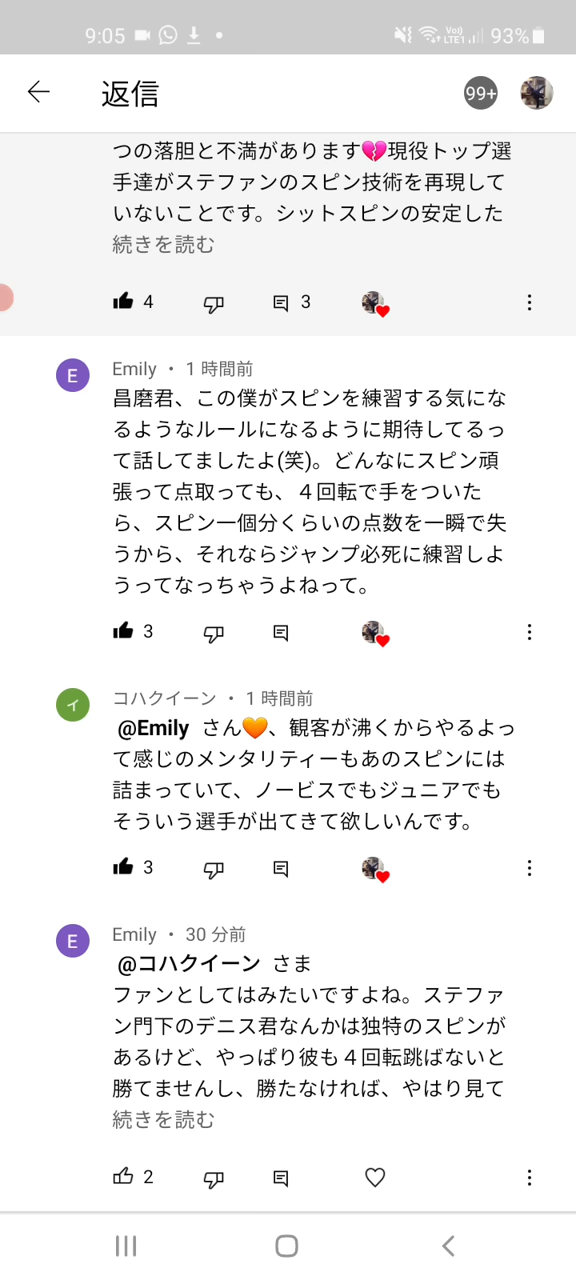 9:05
Vo)) LTE1 93%
返信
99+
つの落胆と不満があります💔現役トップ選
手達がステファンのスピン技術を再現して
いないことです。シットスピンの安定した
続きを読む
4 3
E
Emily ・ 1 時間前
昌磨君、この僕がスピンを練習する気にな
るようなルールになるように期待してるっ
て話してましたよ(笑)。どんなにスピン頑
張って点取っても、４回転で手をついた
ら、スピン一個分くらいの点数を一瞬で失
うから、それならジャンプ必死に練習しよ
うってなっちゃうよねって。
3
イ
コハクイーン ・ 1 時間前
@Emily さん🧡、観客が沸くからやるよっ
て感じのメンタリティーもあのスピンには
詰まっていて、ノービスでもジュニアでも
そういう選手が出てきて欲しいんです。
3
E
Emily ・ 30 分前
@コハクイーン さま
ファンとしてはみたいですよね。ステファ
ン門下のデニス君なんかは独特のスピンが
あるけど、やっぱり彼も４回転跳ばないと
勝てませんし、勝たなければ、やはり見て
続きを読む
2